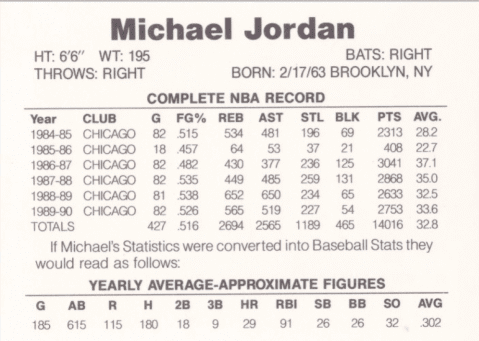 Michael Jordan
HT: 6'6" WT: 195 BATS: RIGHT
THROWS: RIGHT BORN: 2/17/63 BROOKLYN, NY
COMPLETE NBA RECORD
Year CLUB G FG% REB AST STL BLK PTS AVG.
1984-85 CHICAGO 82 .515 534 481 196 69 2313 28.2
1985-86 CHICAGO 18 .457 64 53 37 21 408 22.7
1986-87 CHICAGO 82 .482 430 377 236 125 3041 37.1
1987-88 CHICAGO 82 .535 449 485 259 131 2868 35.0
1988-89 CHICAGO 81 .538 652 650 234 65 2633 32.5
1989-90 CHICAGO 82 .526 565 519 227 54 2753 33.6
TOTALS 427 .516 2694 2565 1189 465 14016 32.8
If Michael's Statistics were converted into Baseball Stats they
would read as follows:
YEARLY AVERAGE-APPROXIMATE FIGURES
G AB R H 2B 3B HR RBI SB BB SO AVG
185 615 115 180 18 9 29 91 26 26 32 .302